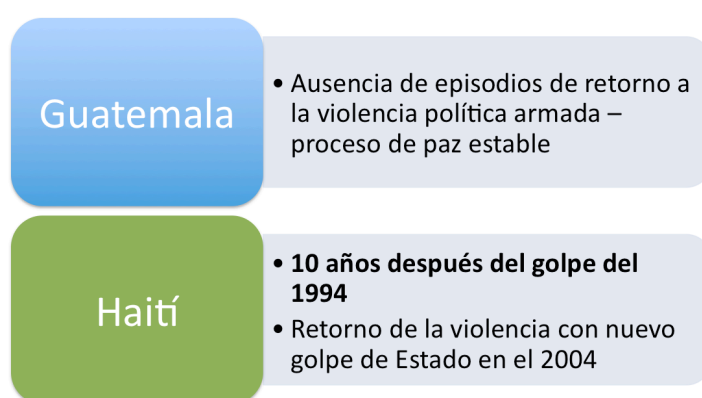 Guatemala
• Ausencia de episodios de retorno a
la violencia política armada –
proceso de paz estable
Haití
• 10 años después del golpe del
1994
• Retorno de la violencia con nuevo
golpe de Estado en el 2004